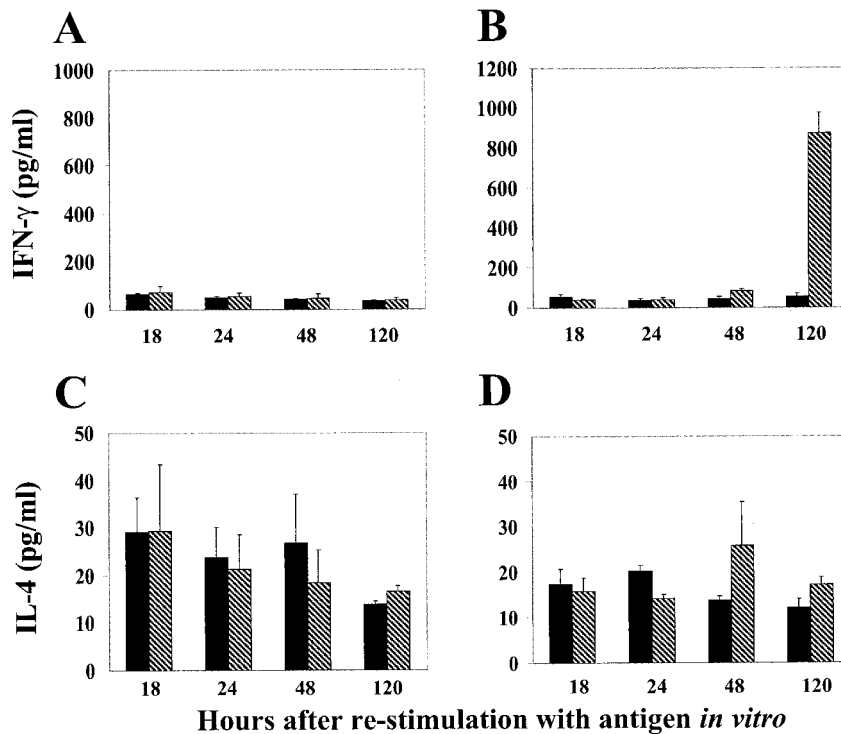 A
B
IFN-γ (pg/ml)
1000
800
600
400
200
0
18 24 48 120
1200
1000
800
600
400
200
0
18 24 48 120
C
D
IL-4 (pg/ml)
50
40
30
20
10
0
18 24 48 120
50
40
30
20
10
0
18 24 48 120
Hours after re-stimulation with antigen in vitro